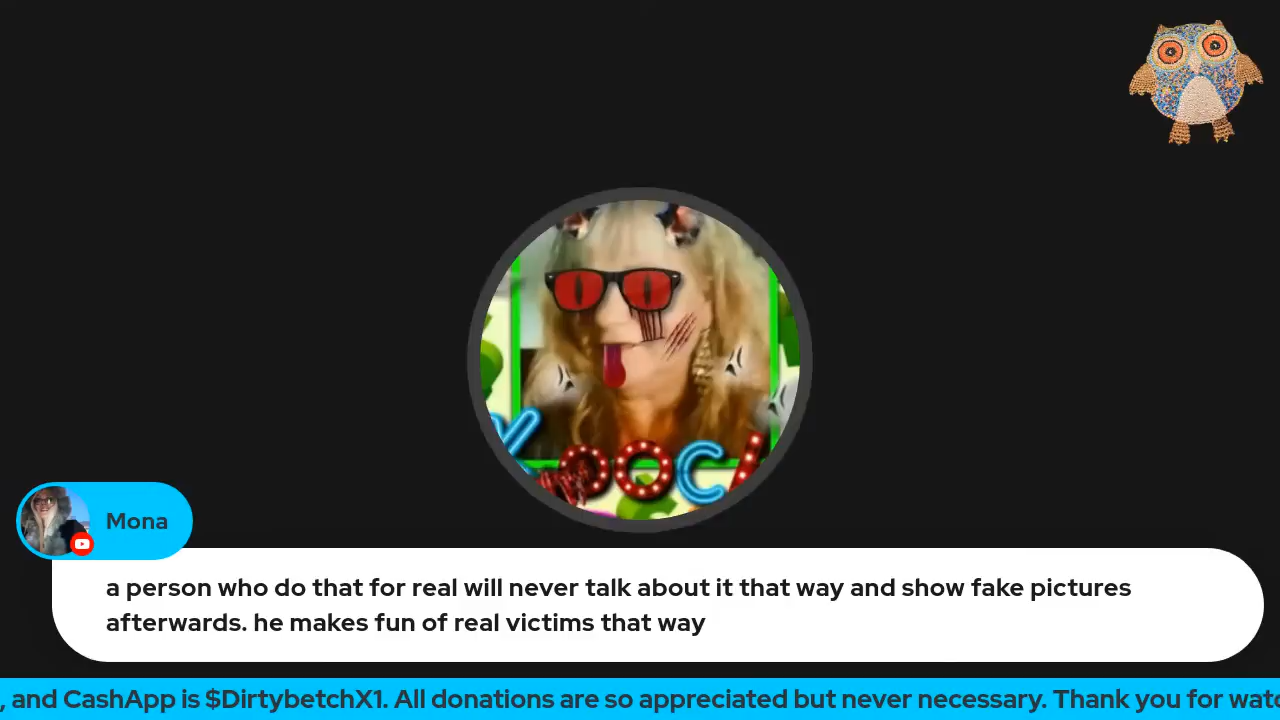 Mona
a person who do that for real will never talk about it that way and show fake pictures
afterwards. he makes fun of real victims that way
, and CashApp is $DirtybetchX1. All donations are so appreciated but never necessary. Thank you for wat